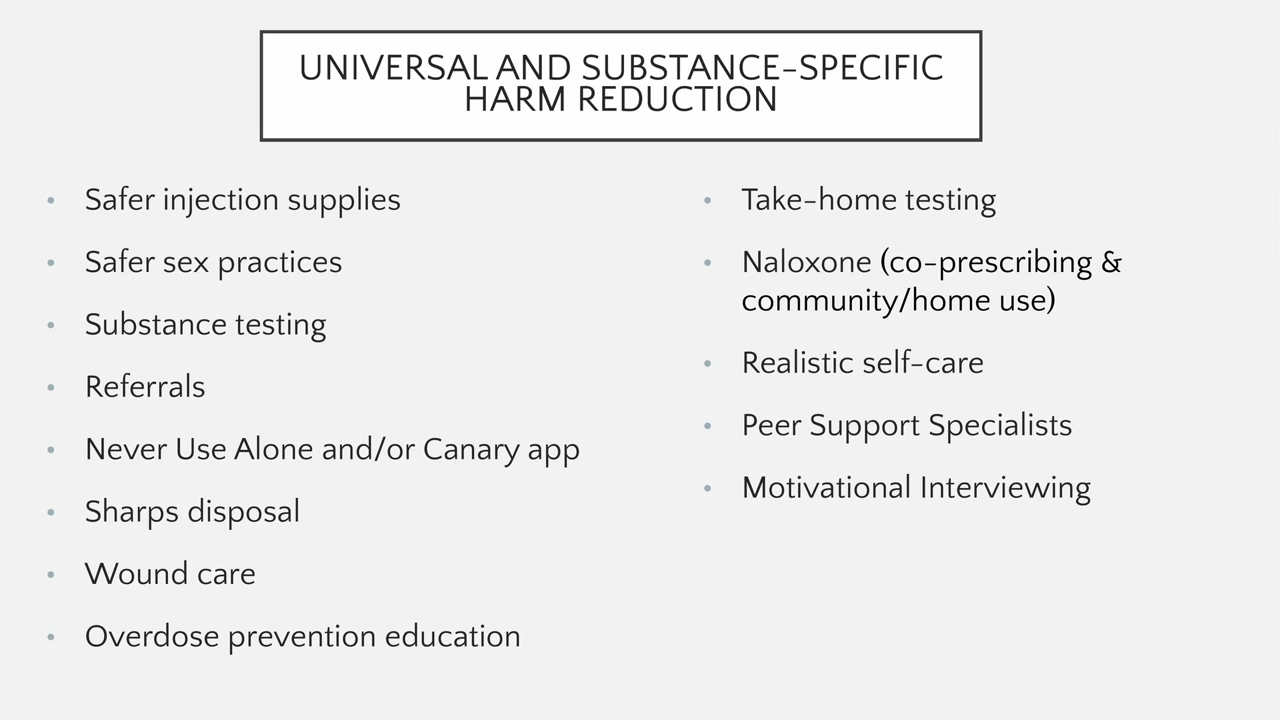 UNIVERSAL AND SUBSTANCE-SPECIFIC
HARM REDUCTION
• Safer injection supplies
• Safer sex practices
• Substance testing
• Referrals
• Never Use Alone and/or Canary app
• Sharps disposal
• Wound care
• Overdose prevention education
• Take-home testing
• Naloxone (co-prescribing &
community/home use)
• Realistic self-care
• Peer Support Specialists
• Motivational Interviewing